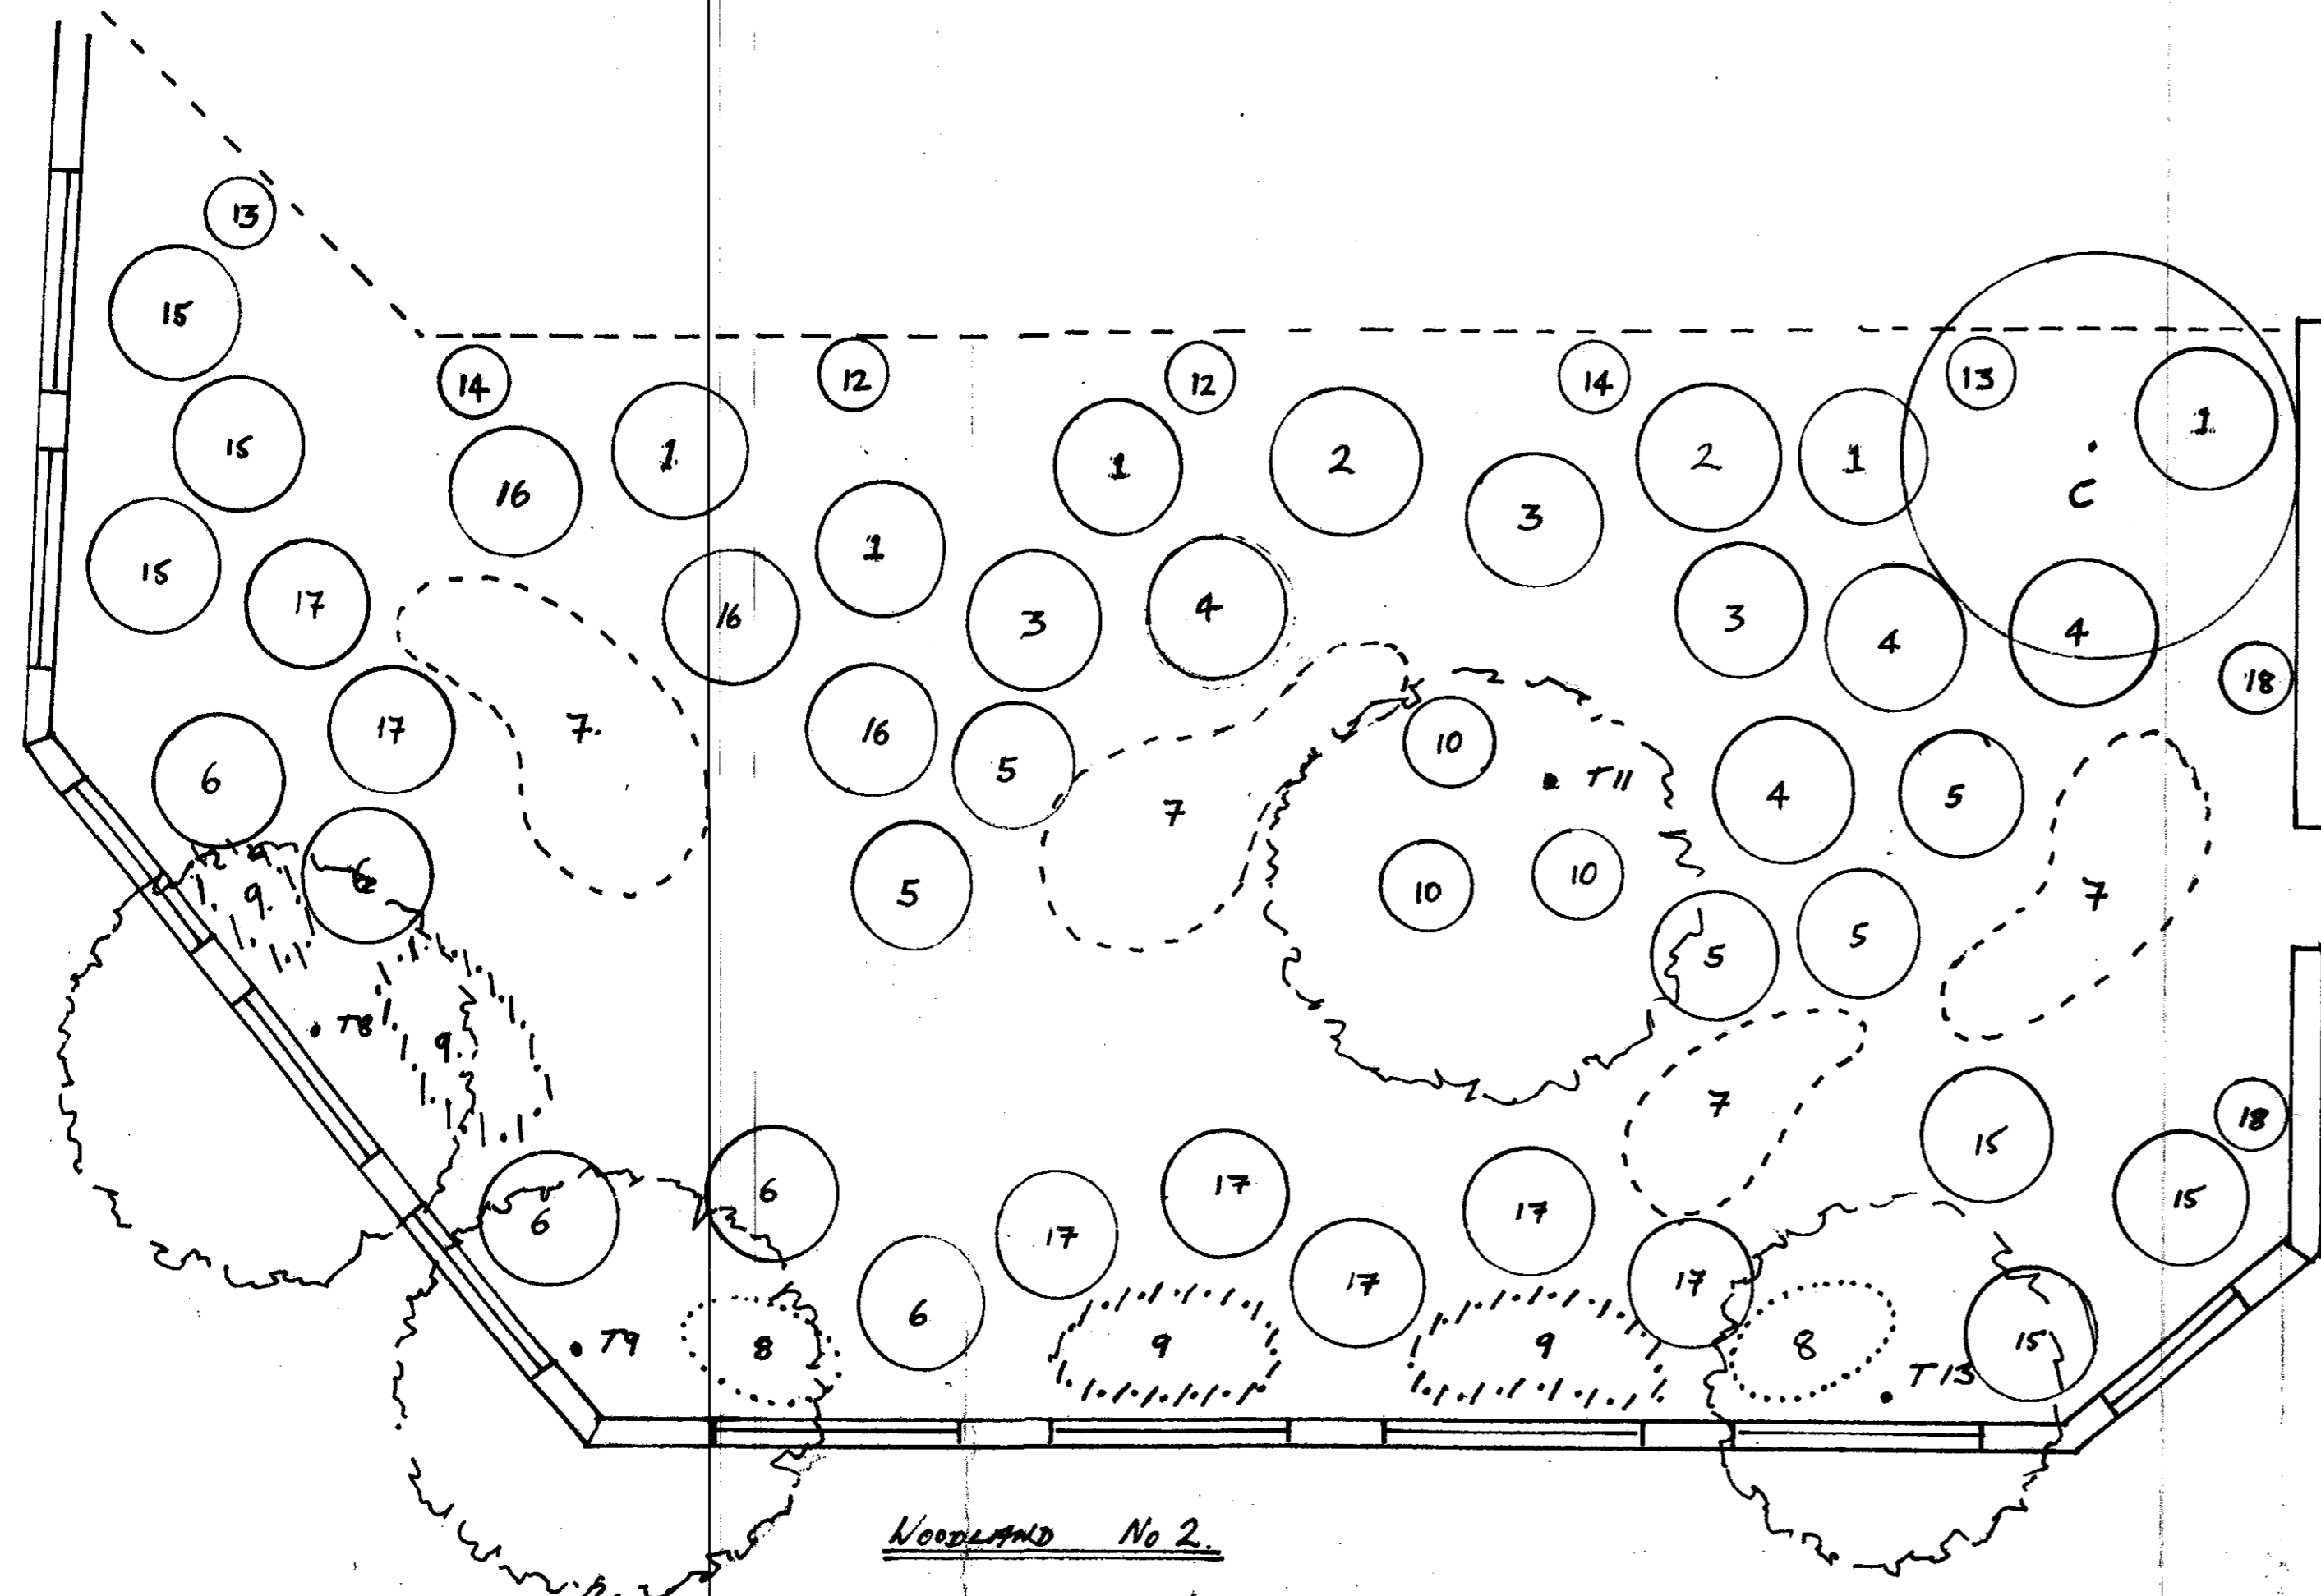 13
15
14 12 12 14 13
1 1 2 2 1 1
15 16 3 C
1
15 17 16 3 4 3 4 4
18
7. 17 16 5 10
6 7 T11 4 5
6 9. 5 10 10 5 5 7
T8 9.
7
15 18
6 6 17 17 17 15
6 17 17
T9 8 9 9 8 15
T13
WOODLAND No 2.